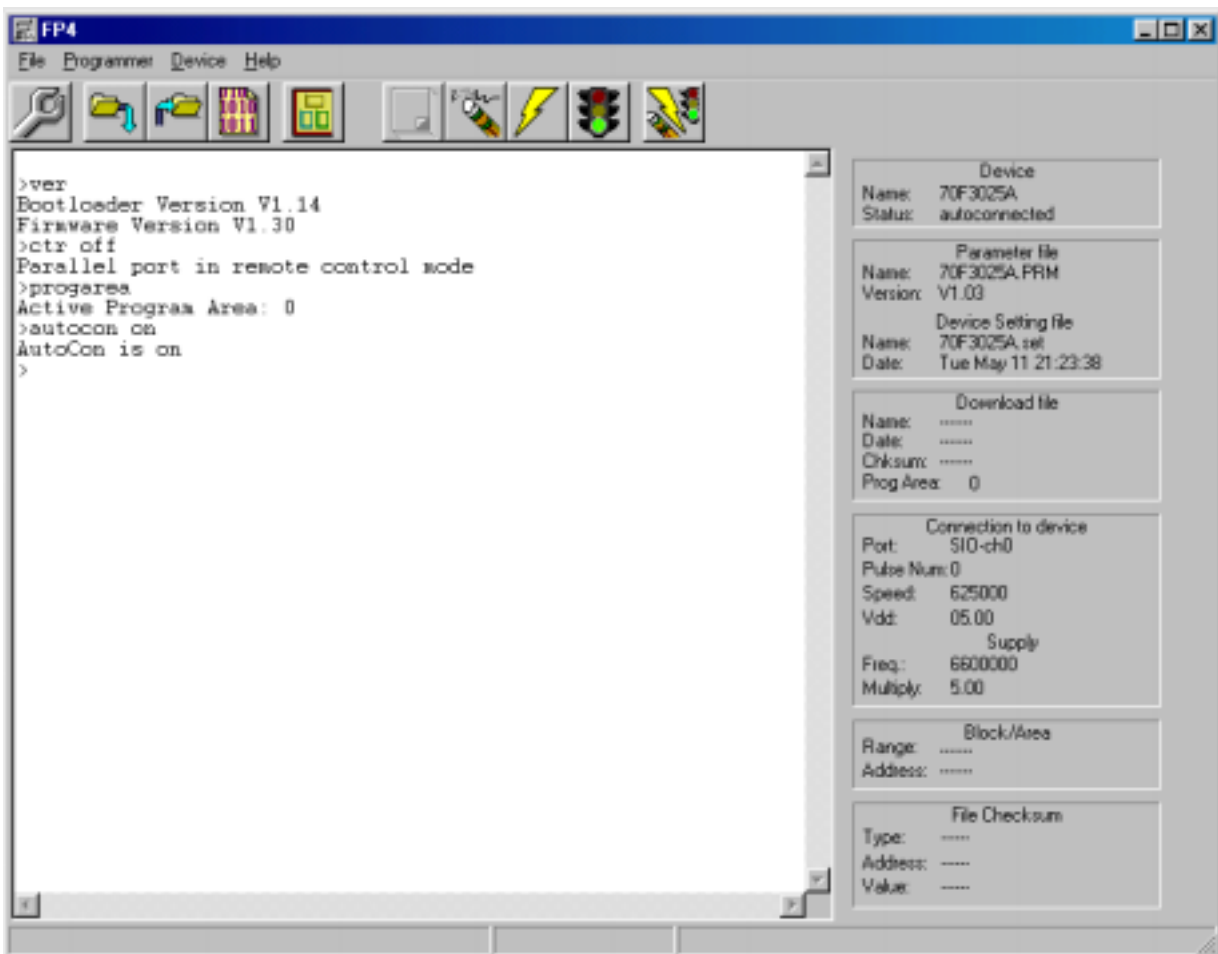 FP4
File Programmer Device Help
>ver
Bootloader Version V1.14
Firmware Version V1.30
>ctr off
Parallel port in remote control mode
>progarea
Active Program Area: 0
>autocon on
AutoCon is on
>
Device
Name: 70F3025A
Status: autoconnected
Parameter file
Name: 70F3025A.PRM
Version: V1.03
Device Setting file
Name: 70F3025A.set
Date: Tue May 11 21:23:38
Download file
Name: ------
Date: ------
Chksum: ------
Prog Area: 0
Connection to device
Port: SIO-ch0
Pulse Num: 0
Speed: 625000
Vdd: 05.00
Supply
Freq.: 6600000
Multiply: 5.00
Block/Area
Range: ------
Address: ------
File Checksum
Type: -----
Address: -----
Value: -----